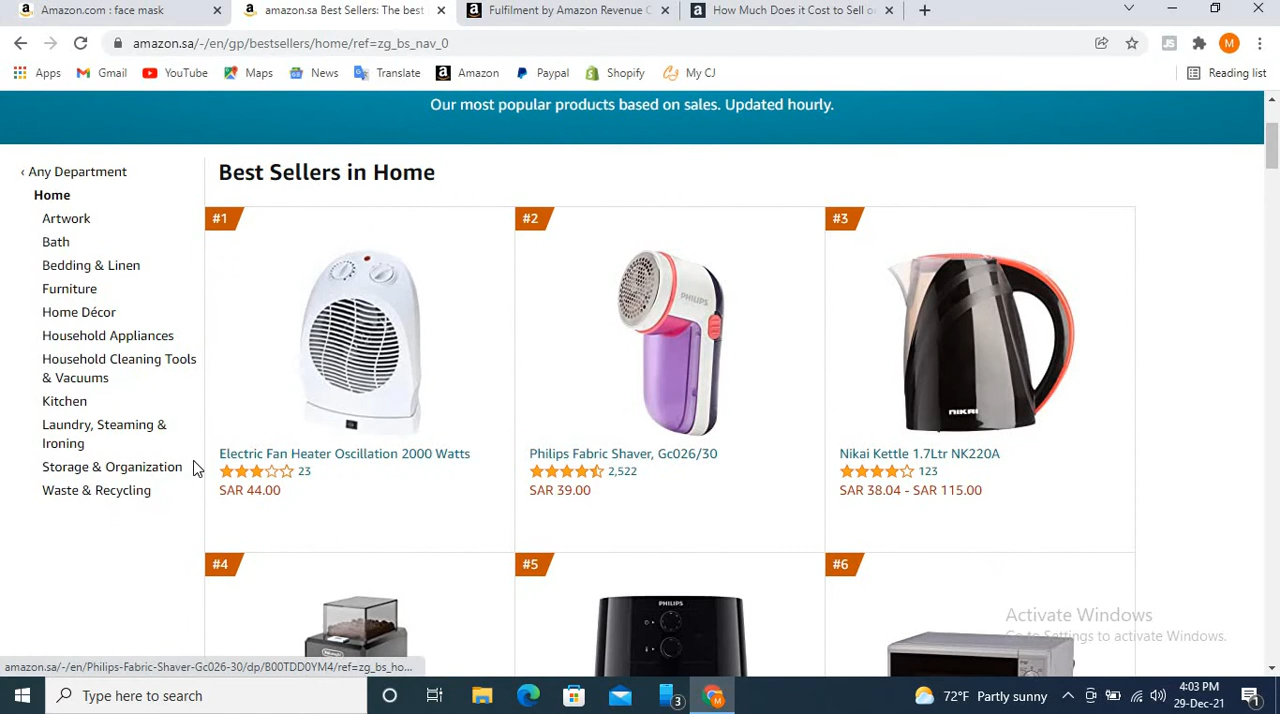 Amazon.com : face mask
amazon.sa Best Sellers: The best
Fulfilment by Amazon Revenue C
How Much Does it Cost to Sell o
amazon.sa/-/en/gp/bestsellers/home/ref=zg_bs_nav_0
JS
M
Apps
Gmail
YouTube
Maps
News
Translate
Amazon
Paypal
Shopify
My CJ
Reading list
Our most popular products based on sales. Updated hourly.
‹ Any Department
Home
Artwork
Bath
Bedding & Linen
Furniture
Home Décor
Household Appliances
Household Cleaning Tools
& Vacuums
Kitchen
Laundry, Steaming &
Ironing
Storage & Organization
Waste & Recycling
Best Sellers in Home
#1
Electric Fan Heater Oscillation 2000 Watts
23
SAR 44.00
#2
PHILIPS
Philips Fabric Shaver, Gc026/30
2,522
SAR 39.00
#3
NIKAI
Nikai Kettle 1.7Ltr NK220A
123
SAR 38.04 - SAR 115.00
#4
#5
PHILIPS
#6
Activate Windows
Go to Settings to activate Windows.
amazon.sa/-/en/Philips-Fabric-Shaver-Gc026-30/dp/B00TDD0YM4/ref=zg_bs_ho...
Type here to search
3
M
72°F Partly sunny
4:03 PM
29-Dec-21
1